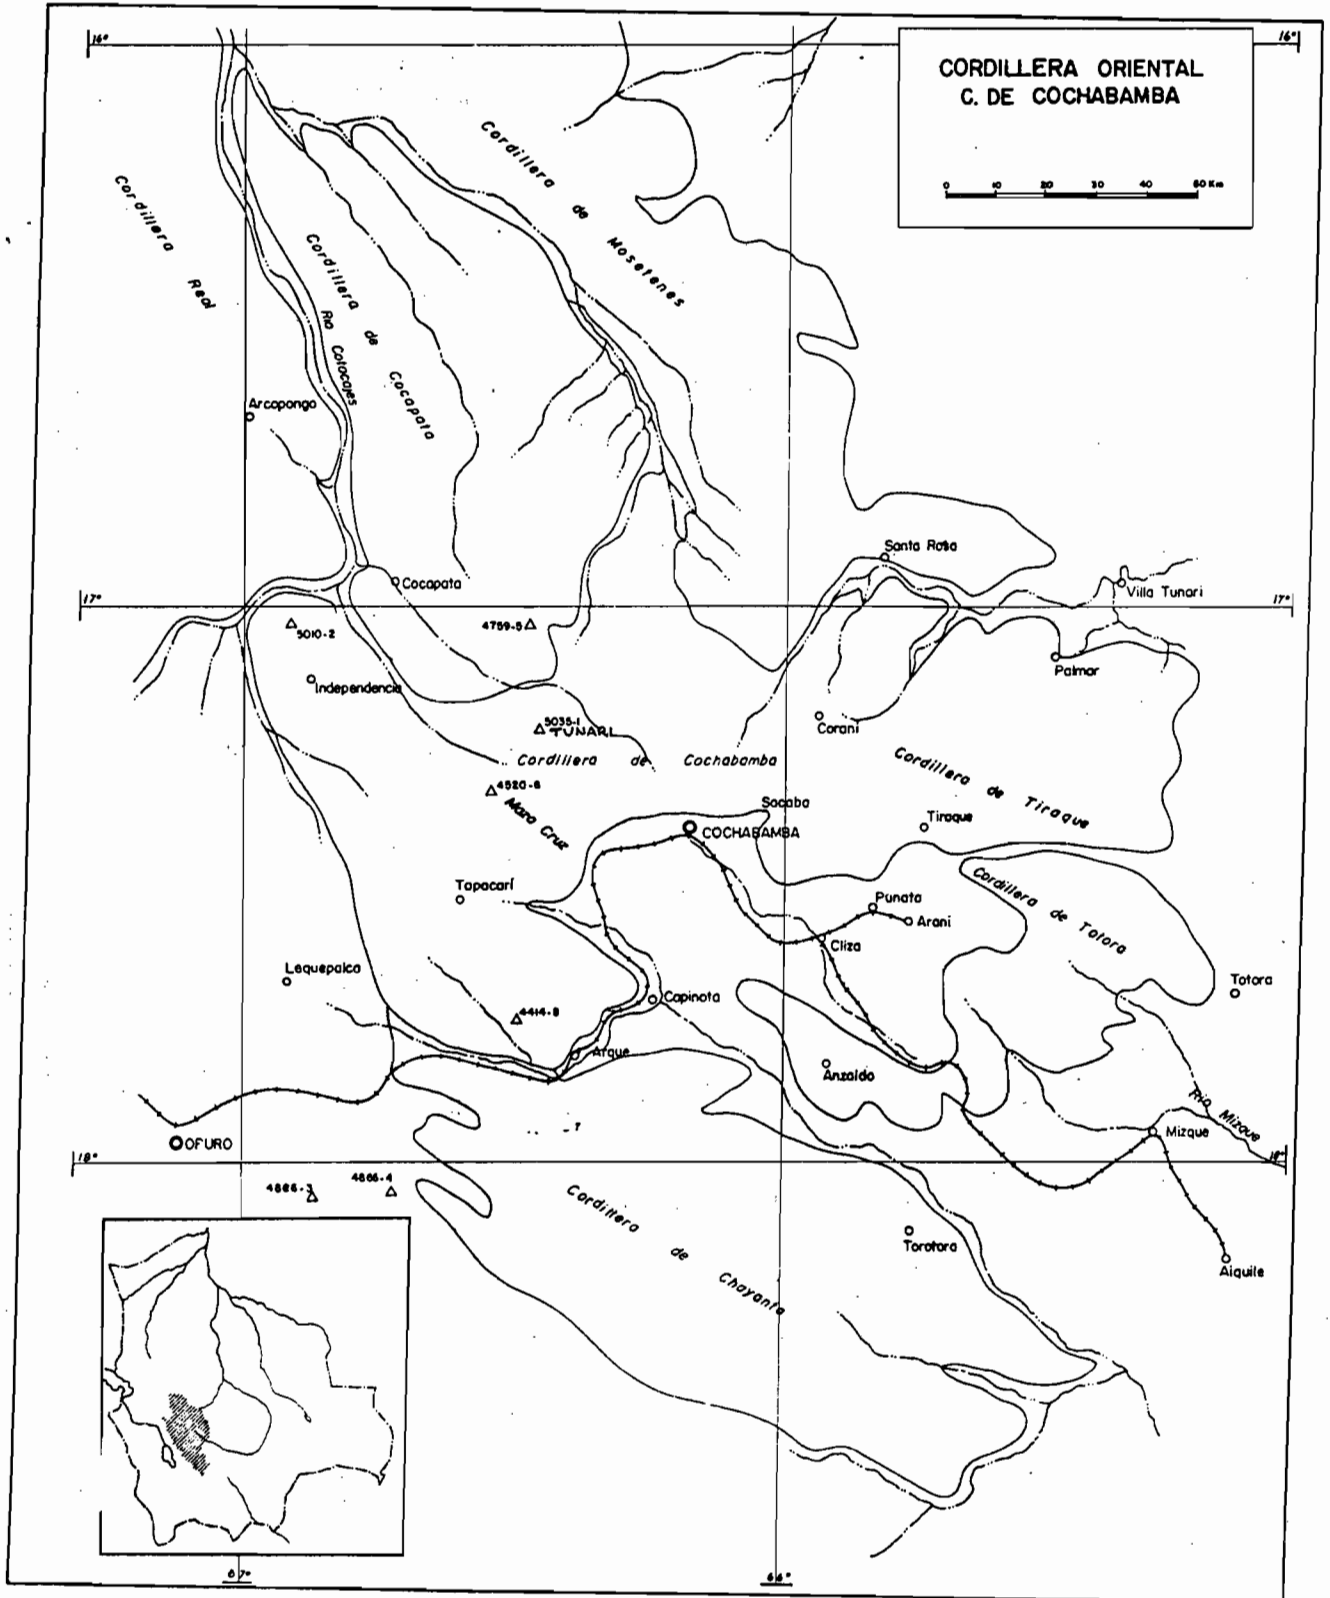 16°
16°
CORDILLERA ORIENTAL
C. DE COCHABAMBA
0 10 20 30 40 50 Km
Cordillera Real
Cordillera de Mosetenes
Cordillera de Cocapata
Rio Cotacajes
Arcopongo
Santa Rosa
Cocapata
Villa Tunari
17°
17°
5010-2
4759-5
Palmar
Independencia
5035-1
TUNARI
Corani
Cordillera de Cochabamba
Cordillera de Tiraque
4520-6
Mazo Cruz
Sacaba
COCHABAMBA
Tiraque
Tapacarí
Cordillera de Totora
Punata
Arani
Cliza
Lequepalca
Totora
Capinota
4414-8
Arque
Anzaldo
Rio Mizque
OFURO
Mizque
18°
18°
4866-4
Cordillera de Chayanta
Torotoro
Aiquile
67°
66°